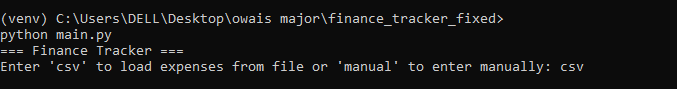 (venv) C:\Users\DELL\Desktop\owais major\finance_tracker_fixed>
python main.py
=== Finance Tracker ===
Enter 'csv' to load expenses from file or 'manual' to enter manually: csv